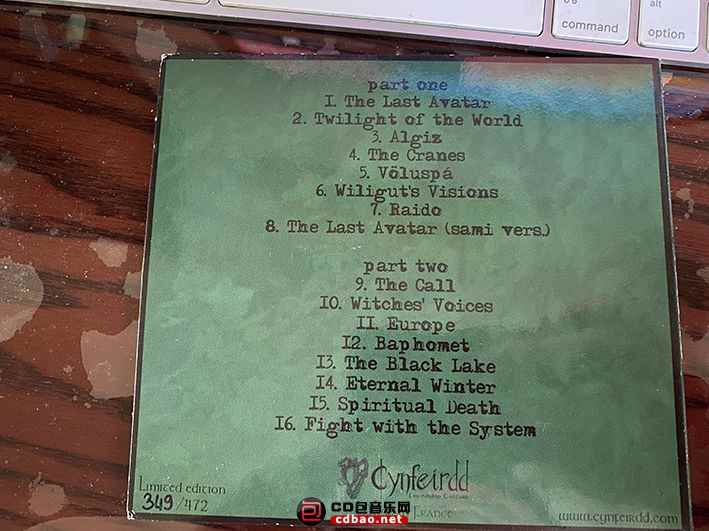 command
alt
option
part one
1. The Last Avatar
2. Twilight of the World
3. Algiz
4. The Cranes
5. Völuspá
6. Wiligut's Visions
7. Raido
8. The Last Avatar (sami vers.)
part two
9. The Call
10. Witches' Voices
11. Europe
12. Baphomet
13. The Black Lake
14. Eternal Winter
15. Spiritual Death
16. Fight with the System
Cynfeirdd
Limited edition
349/472
France
www.cynfeirdd.com
CD包音乐网
cdbao.net